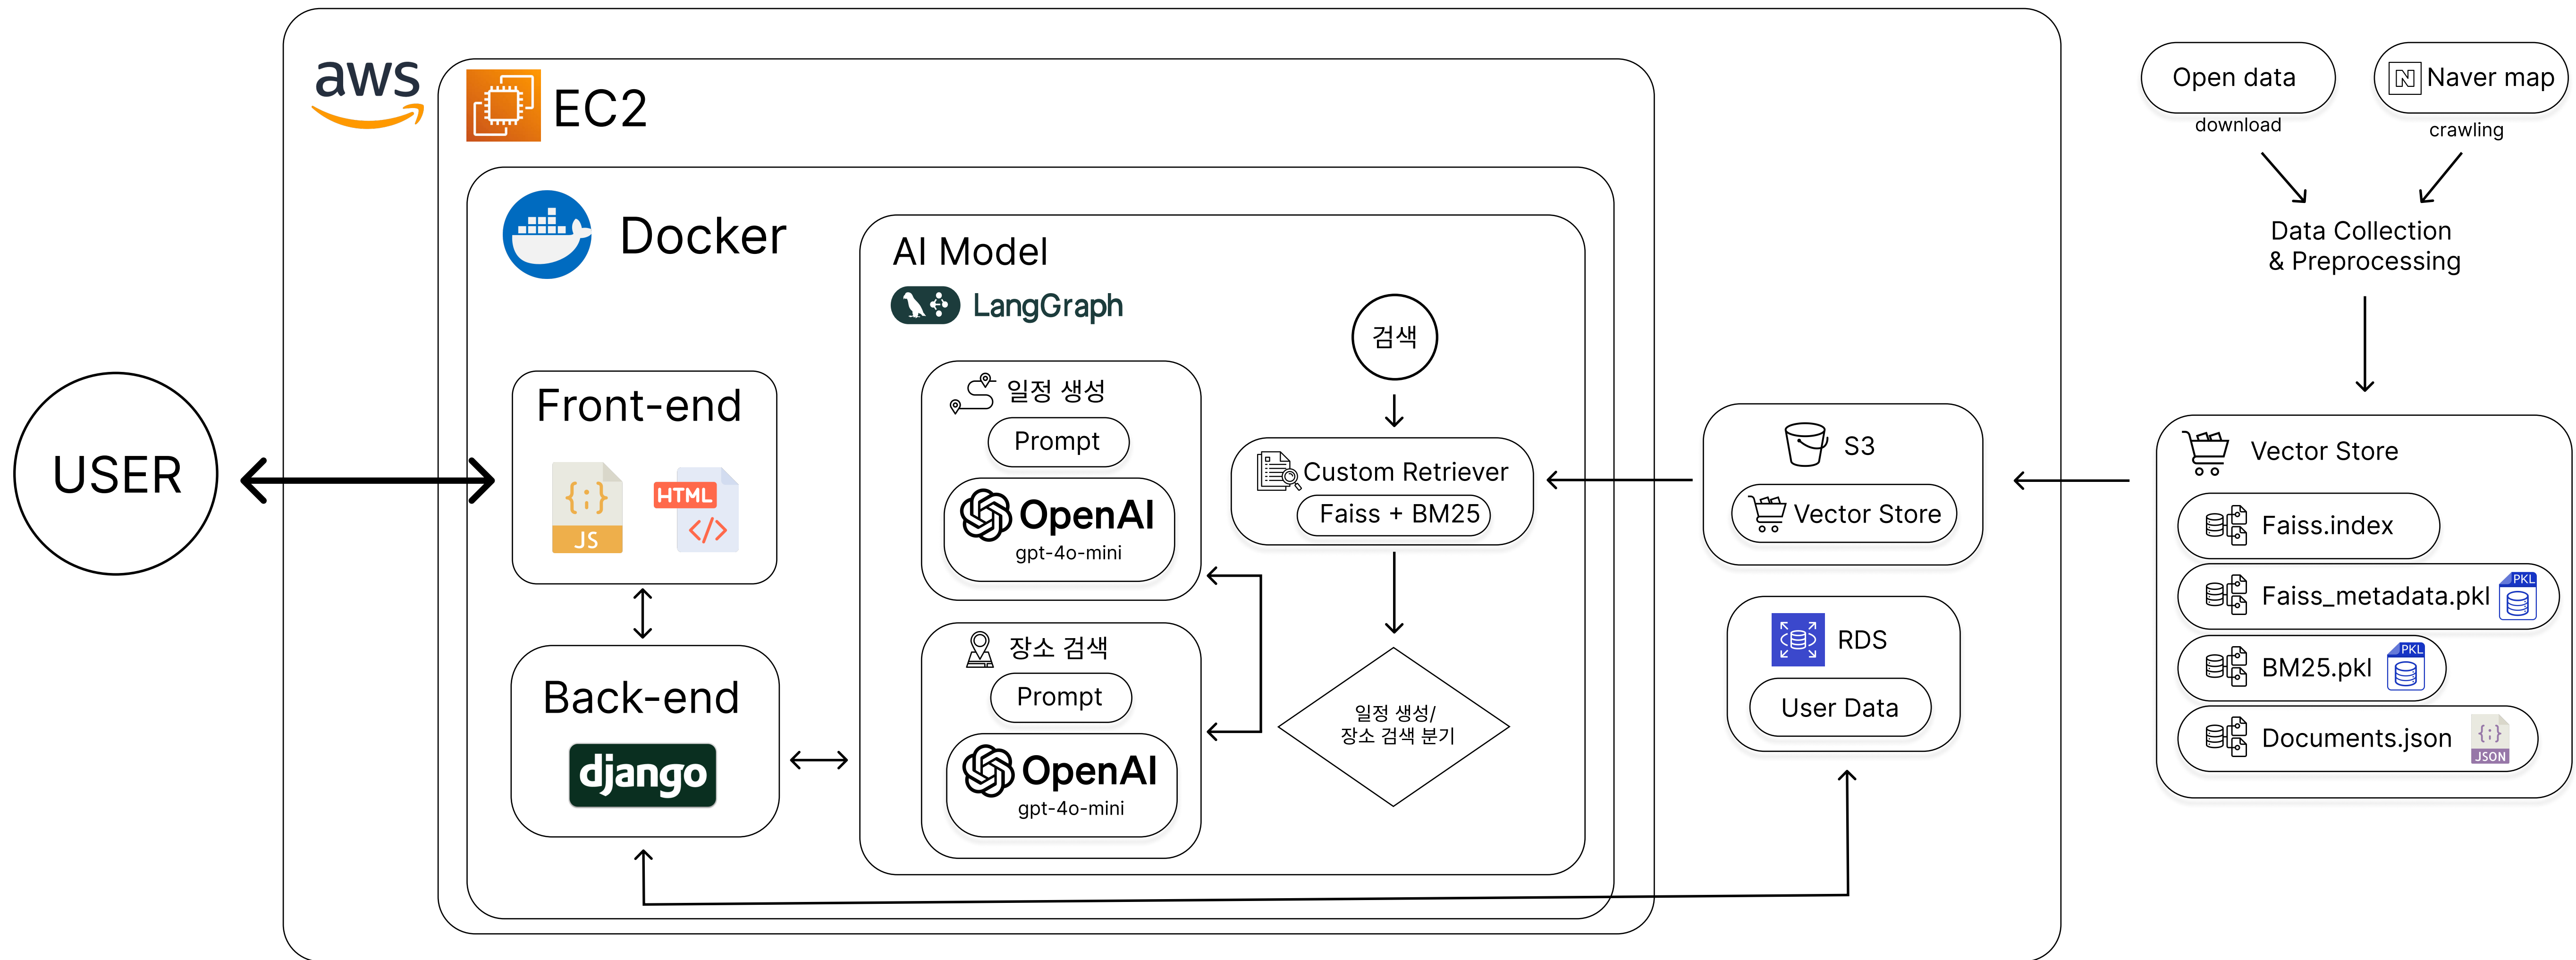 aws
EC2
Docker
AI Model
LangGraph
USER
Front-end
JS
HTML
</>
Back-end
django
일정 생성
Prompt
OpenAI
gpt-4o-mini
장소 검색
Prompt
OpenAI
gpt-4o-mini
검색
Custom Retriever
Faiss + BM25
일정 생성/
장소 검색 분기
S3
Vector Store
RDS
User Data
Open data
download
N Naver map
crawling
Data Collection
& Preprocessing
Vector Store
Faiss.index
Faiss_metadata.pkl
PKL
BM25.pkl
PKL
Documents.json
{;}
JSON